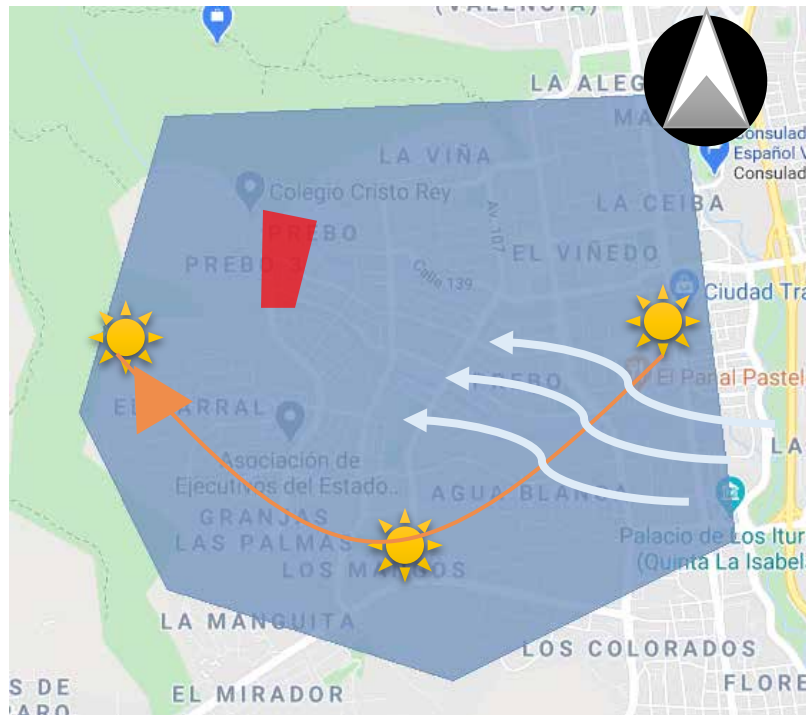 (VALENCIA)
LA ALEG
MA
Consulad
Español V
Consulad
LA VIÑA
Colegio Cristo Rey
LA CEIBA
Av. 107
PREBO
EL VIÑEDO
PREBO 3
Calle 139
Ciudad Tra
El Panal Pastel
PREBO
EL PARRAL
LA
Asociación de
Ejecutivos del Estado...
AGUA BLANCA
GRANJAS
LAS PALMAS
Palacio de Los Itur
(Quinta La Isabela
LOS MANGOS
LA MANGUITA
LOS COLORADOS
S DE
PARO
EL MIRADOR
FLORE